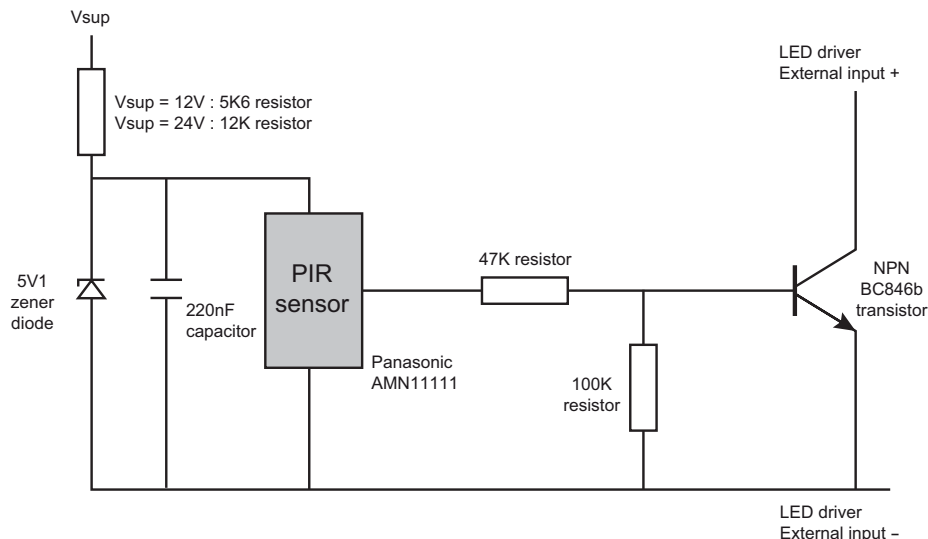 Vsup
Vsup = 12V : 5K6 resistor
Vsup = 24V : 12K resistor
LED driver
External input +
5V1
zener
diode
220nF
capacitor
PIR
sensor
Panasonic
AMN11111
47K resistor
100K
resistor
NPN
BC846b
transistor
LED driver
External input –